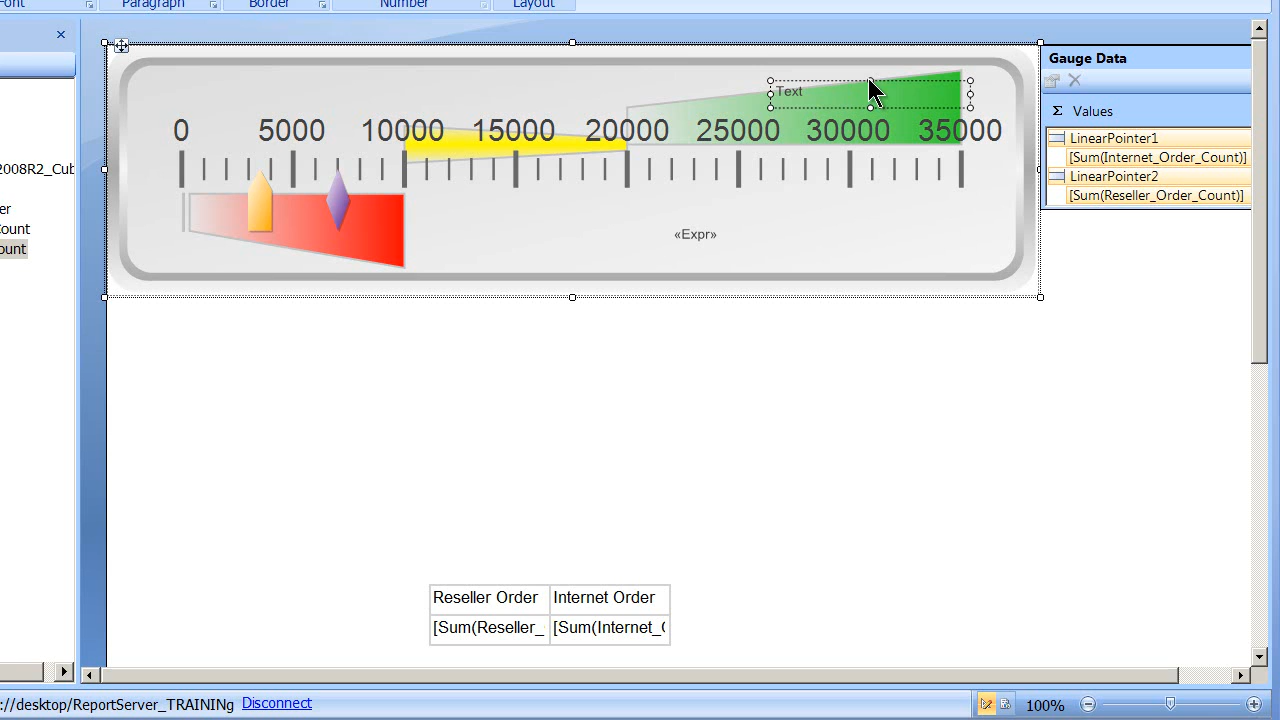 Font
Paragraph
Border
Number
Layout
Gauge Data
Text
Σ Values
0 5000 10000 15000 20000 25000 30000 35000
LinearPointer1
[Sum(Internet_Order_Count)]
LinearPointer2
[Sum(Reseller_Order_Count)]
2008R2_Cub
er
Count
ount
«Expr»
Reseller Order Internet Order
[Sum(Reseller_ [Sum(Internet_
://desktop/ReportServer_TRAINING Disconnect
100%